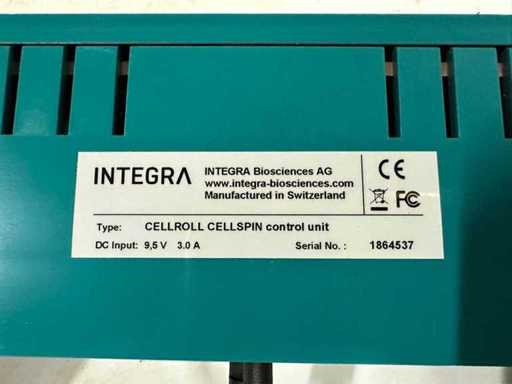 INTEGRA
INTEGRA Biosciences AG
www.integra-biosciences.com
Manufactured in Switzerland
CE
FC
Type: CELLROLL CELLSPIN control unit
DC Input: 9,5 V 3.0 A Serial No.: 1864537